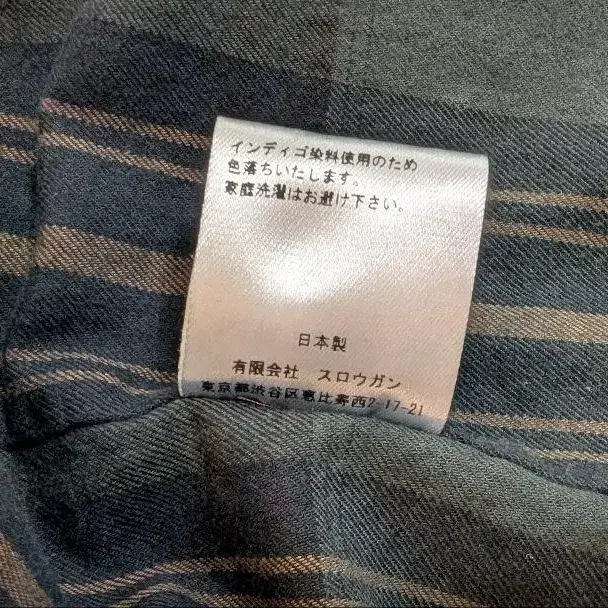 インディゴ染料使用のため
色落ちいたします。
家庭洗濯はお避け下さい。
日本製
有限会社 スロウガン
東京都渋谷区恵比寿西2-17-21